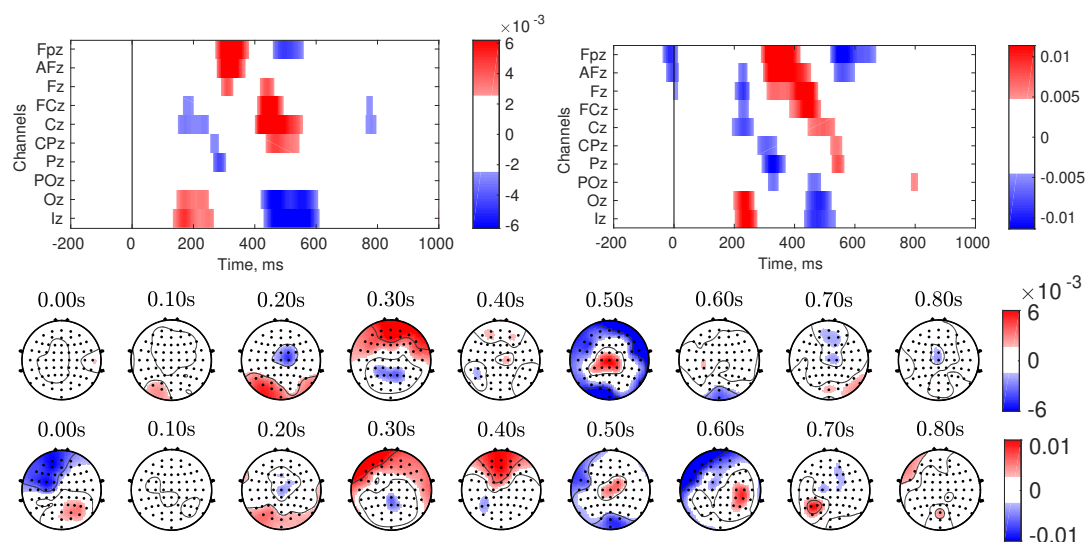 ×10 -3
Fpz
AFz
Fz
FCz
Cz
CPz
Pz
POz
Oz
Iz
Channels
-200 0 200 400 600 800 1000
Time, ms
6
4
2
0
-2
-4
-6
Fpz
AFz
Fz
FCz
Cz
CPz
Pz
POz
Oz
Iz
Channels
-200 0 200 400 600 800 1000
Time, ms
0.01
0.005
0
-0.005
-0.01
0.00s 0.10s 0.20s 0.30s 0.40s 0.50s 0.60s 0.70s 0.80s
×10 -3
6
0
-6
0.00s 0.10s 0.20s 0.30s 0.40s 0.50s 0.60s 0.70s 0.80s
0.01
0
-0.01